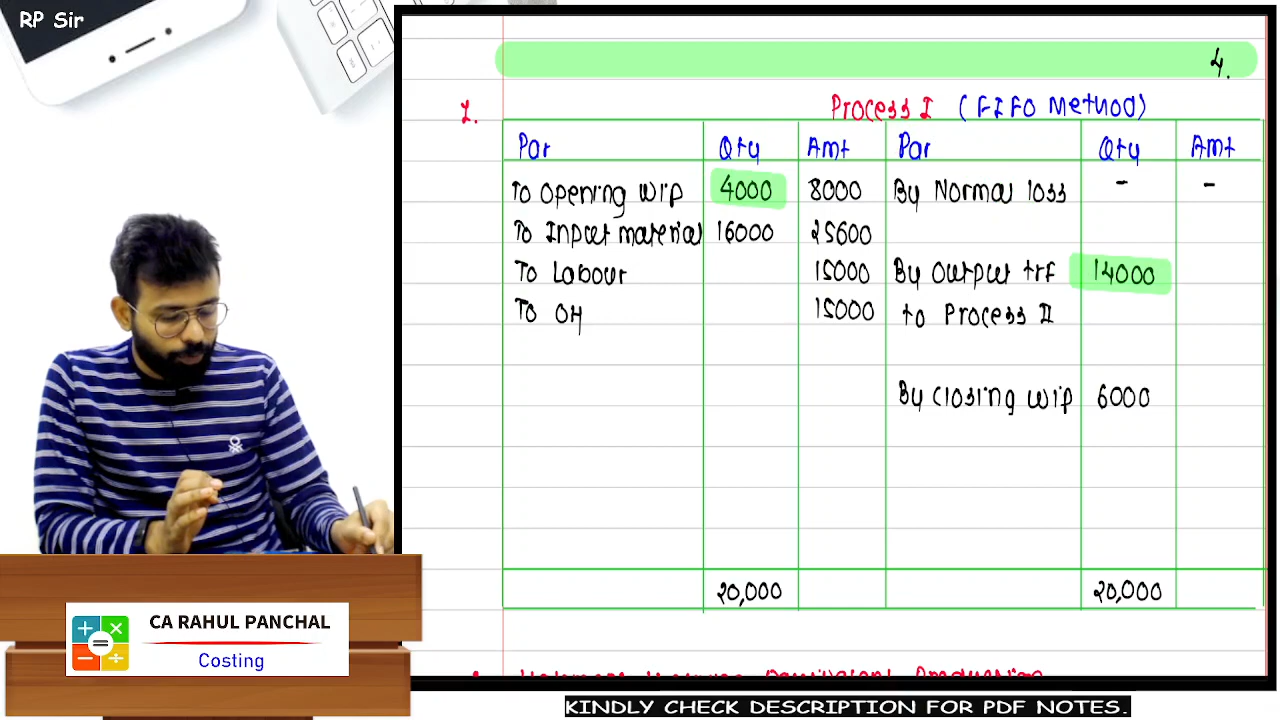 RP Sir
4.
1. Process I (FIFO Method)
Par Qty Amt Par Qty Amt
To Opening WIP 4000 8000 By Normal loss - -
To Input material 16000 25600
To Labour 15000 By Output trf 14000
To OH 15000 to Process II
By Closing WIP 6000
20,000 20,000
CA RAHUL PANCHAL
Costing
KINDLY CHECK DESCRIPTION FOR PDF NOTES.